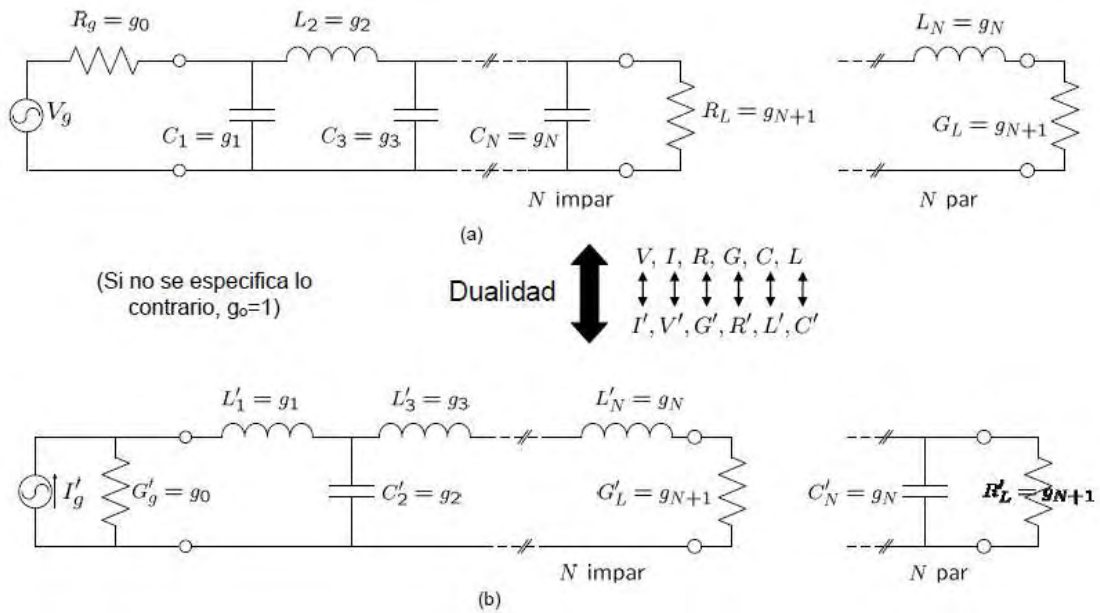 R_g = g_0
L_2 = g_2
L_N = g_N
V_g
C_1 = g_1
C_3 = g_3
C_N = g_N
R_L = g_{N+1}
G_L = g_{N+1}
N impar
N par
(a)
(Si no se especifica lo
contrario, g_o=1)
Dualidad
V, I, R, G, C, L
I', V', G', R', L', C'
L'_1 = g_1
L'_3 = g_3
L'_N = g_N
I'_g
G'_g = g_0
C'_2 = g_2
G'_L = g_{N+1}
C'_N = g_N
R'_L = g_{N+1}
N impar
N par
(b)